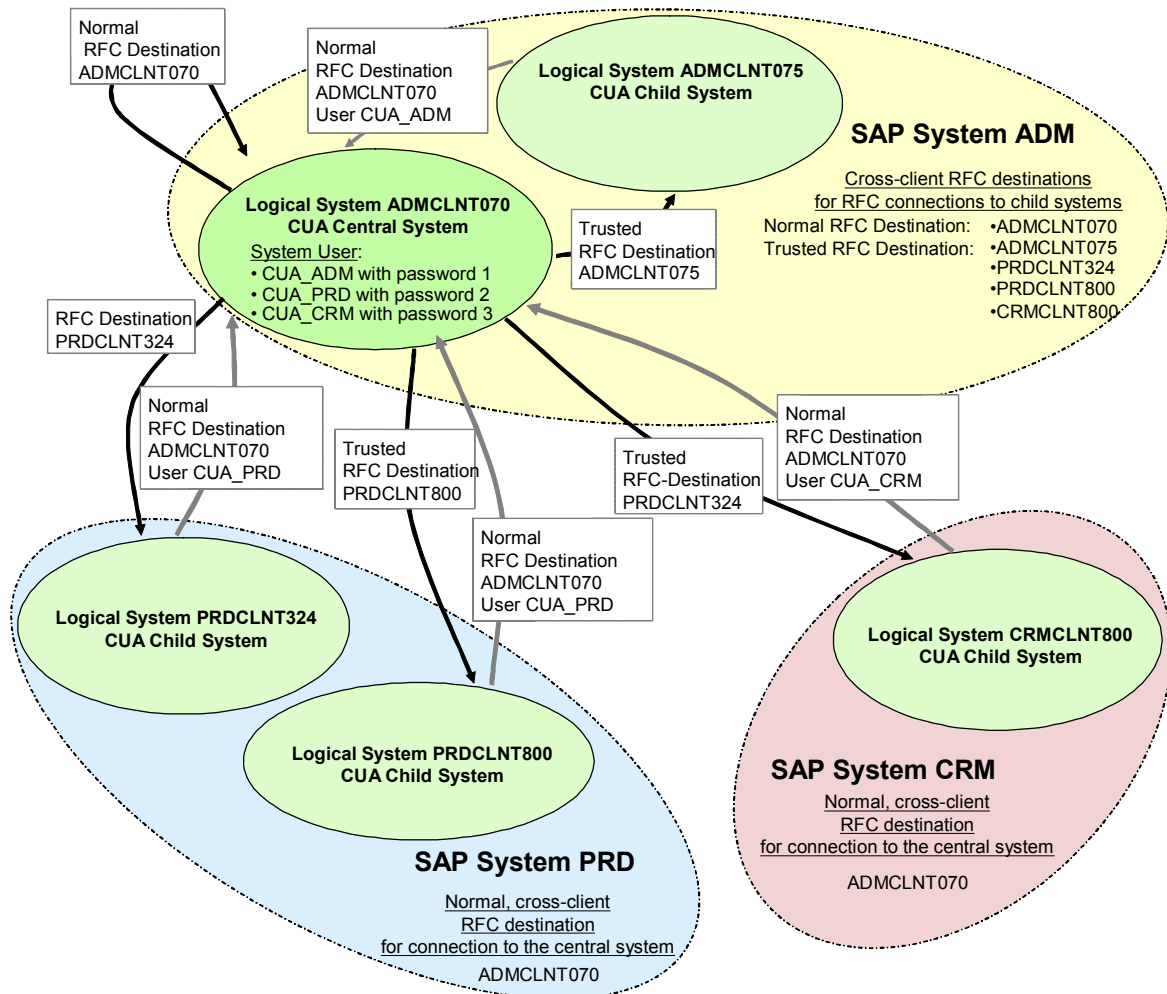 Normal
RFC Destination
ADMCLNT070
Normal
RFC Destination
ADMCLNT070
User CUA_ADM
Logical System ADMCLNT075
CUA Child System
SAP System ADM
Cross-client RFC destinations
for RFC connections to child systems
Normal RFC Destination: •ADMCLNT070
Trusted RFC Destination: •ADMCLNT075
•PRDCLNT324
•PRDCLNT800
•CRMCLNT800
Logical System ADMCLNT070
CUA Central System
System User:
• CUA_ADM with password 1
• CUA_PRD with password 2
• CUA_CRM with password 3
Trusted
RFC Destination
ADMCLNT075
RFC Destination
PRDCLNT324
Normal
RFC Destination
ADMCLNT070
User CUA_PRD
Trusted
RFC Destination
PRDCLNT800
Normal
RFC Destination
ADMCLNT070
User CUA_PRD
Trusted
RFC-Destination
PRDCLNT324
Normal
RFC Destination
ADMCLNT070
User CUA_CRM
Logical System PRDCLNT324
CUA Child System
Logical System PRDCLNT800
CUA Child System
SAP System PRD
Normal, cross-client
RFC destination
for connection to the central system
ADMCLNT070
Logical System CRMCLNT800
CUA Child System
SAP System CRM
Normal, cross-client
RFC destination
for connection to the central system
ADMCLNT070